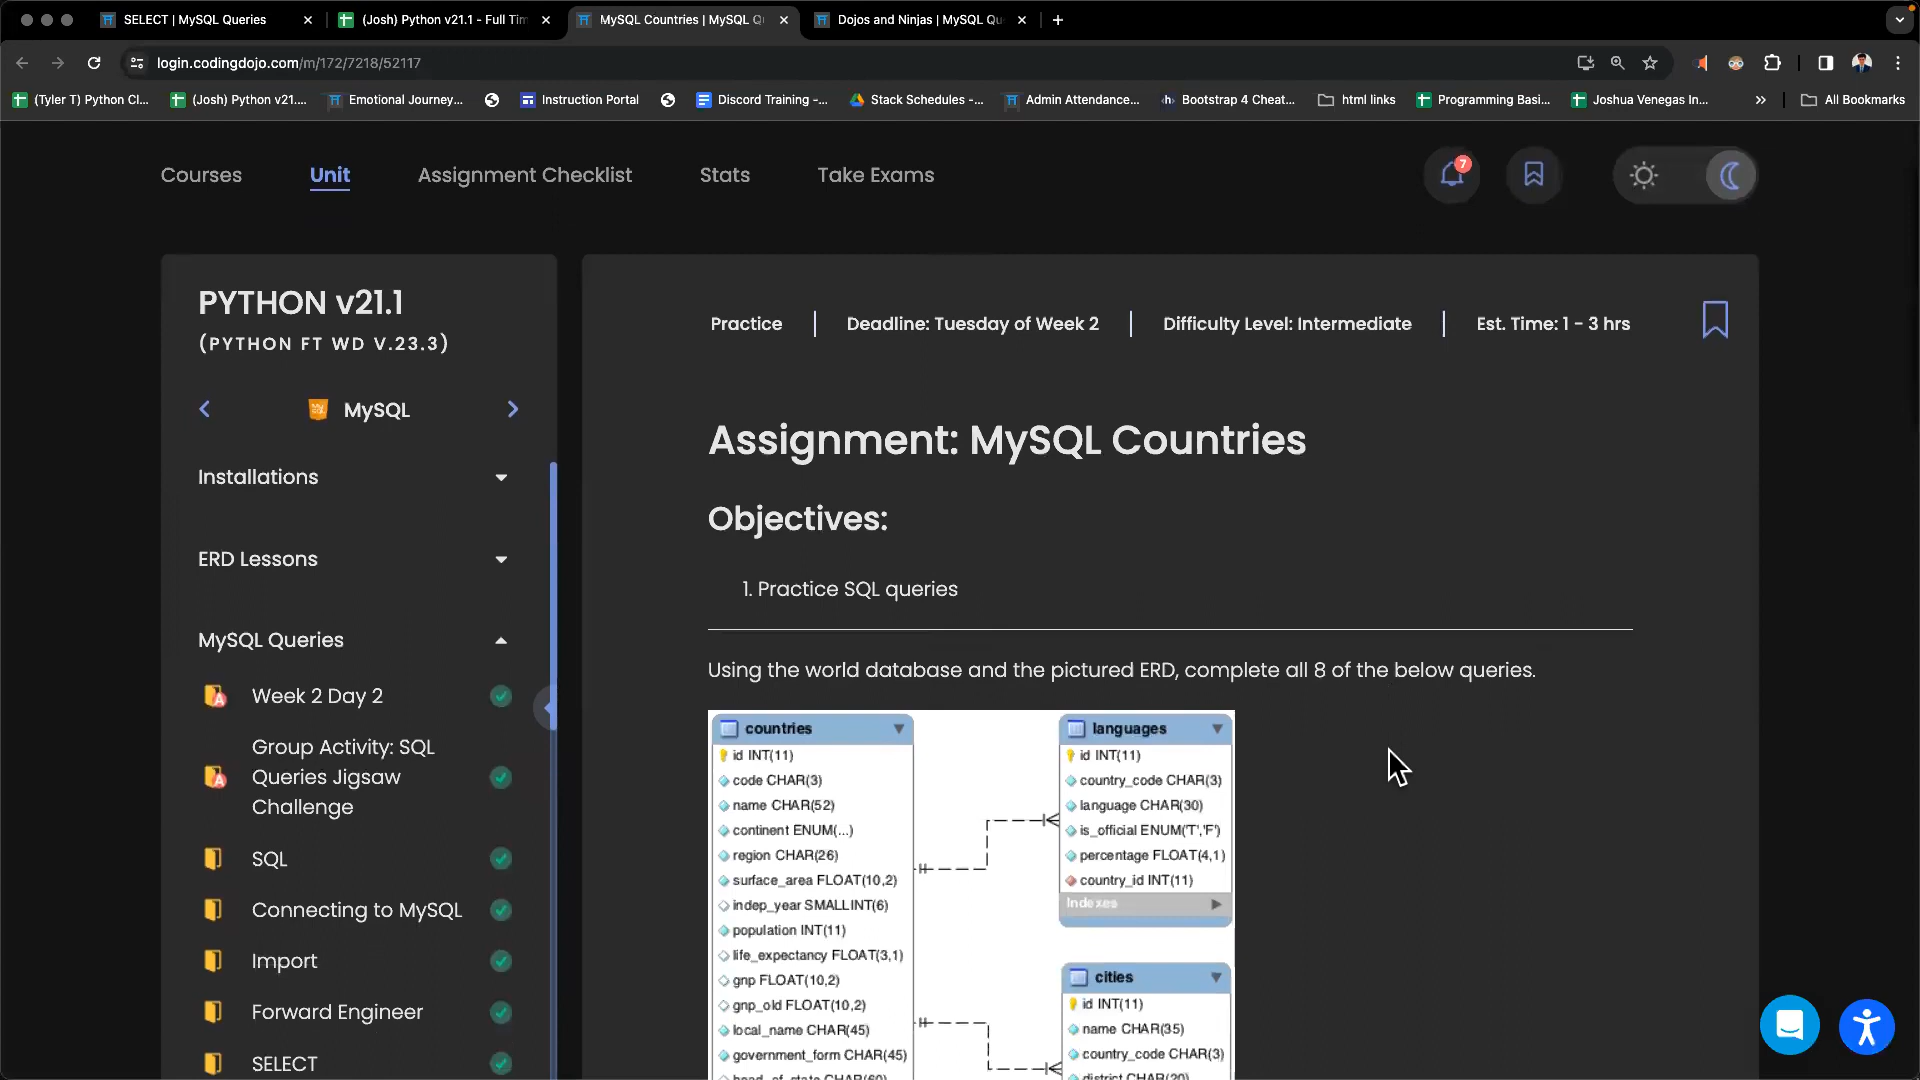 SELECT | MySQL Queries
(Josh) Python v21.1 - Full Tim
MySQL Countries | MySQL Q
Dojos and Ninjas | MySQL Qu
login.codingdojo.com/m/172/7218/52117
(Tyler T) Python Cl...
(Josh) Python v21....
Emotional Journey...
Instruction Portal
Discord Training -...
Stack Schedules -...
Admin Attendance...
Bootstrap 4 Cheat...
html links
Programming Basi...
Joshua Venegas In...
All Bookmarks
Courses
Unit
Assignment Checklist
Stats
Take Exams
7
PYTHON v21.1
(PYTHON FT WD V.23.3)
MySQL
Installations
ERD Lessons
MySQL Queries
Week 2 Day 2
Group Activity: SQL
Queries Jigsaw
Challenge
SQL
Connecting to MySQL
Import
Forward Engineer
SELECT
Practice
Deadline: Tuesday of Week 2
Difficulty Level: Intermediate
Est. Time: 1 - 3 hrs
Assignment: MySQL Countries
Objectives:
1. Practice SQL queries
Using the world database and the pictured ERD, complete all 8 of the below queries.
countries
id INT(11)
code CHAR(3)
name CHAR(52)
continent ENUM(...)
region CHAR(26)
surface_area FLOAT(10,2)
indep_year SMALLINT(6)
population INT(11)
life_expectancy FLOAT(3,1)
gnp FLOAT(10,2)
gnp_old FLOAT(10,2)
local_name CHAR(45)
government_form CHAR(45)
head_of_state CHAR(60)
languages
id INT(11)
country_code CHAR(3)
language CHAR(30)
is_official ENUM('T','F')
percentage FLOAT(4,1)
country_id INT(11)
Indexes
cities
id INT(11)
name CHAR(35)
country_code CHAR(3)
district CHAR(20)